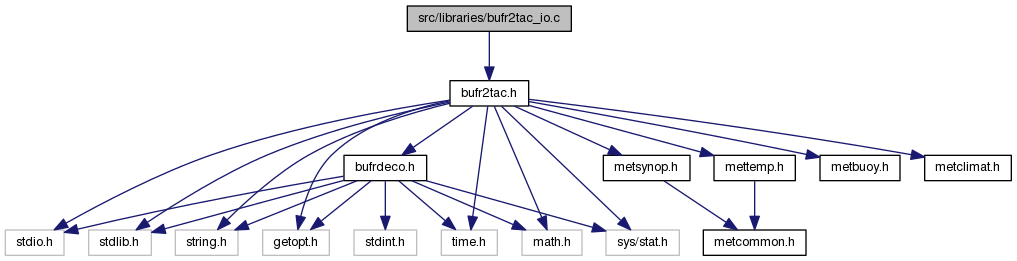 src/libraries/bufr2tac_io.c
bufr2tac.h
bufrdeco.h
metsynop.h
mettemp.h
metbuoy.h
metclimat.h
stdio.h
stdlib.h
string.h
getopt.h
stdint.h
time.h
math.h
sys/stat.h
metcommon.h